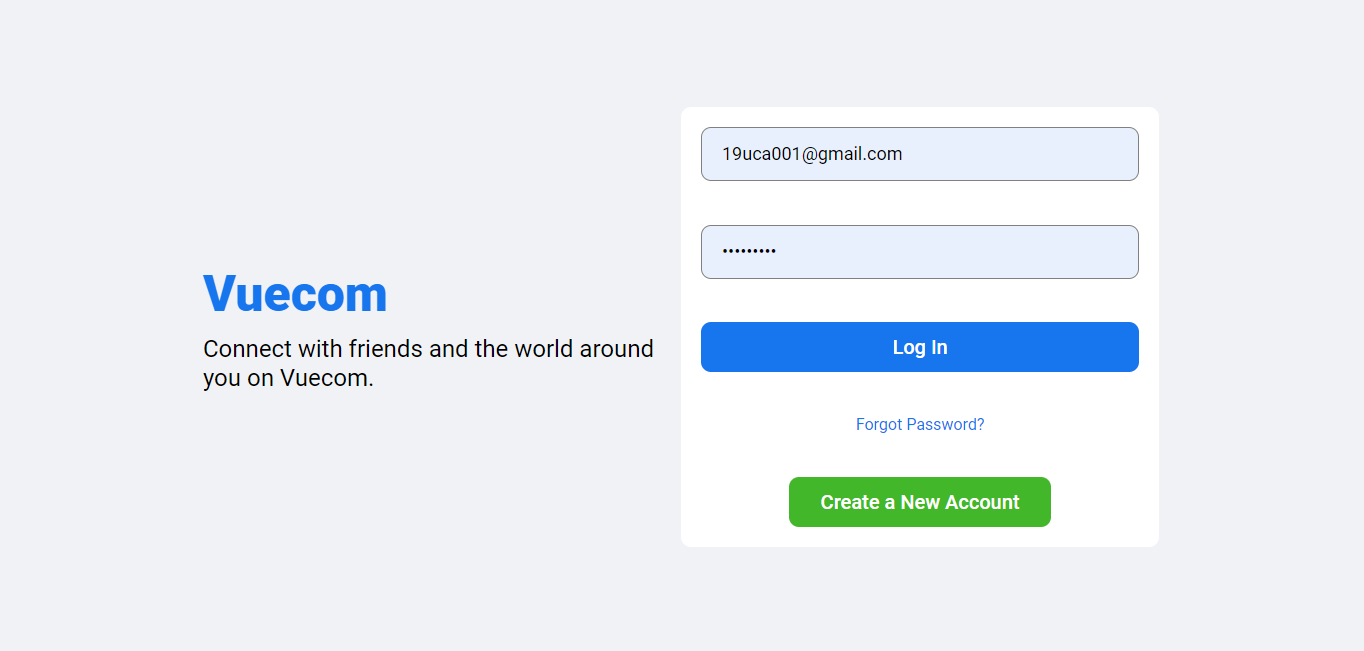 Vuecom
Connect with friends and the world around
you on Vuecom.
19uca001@gmail.com
•••••••••
Log In
Forgot Password?
Create a New Account